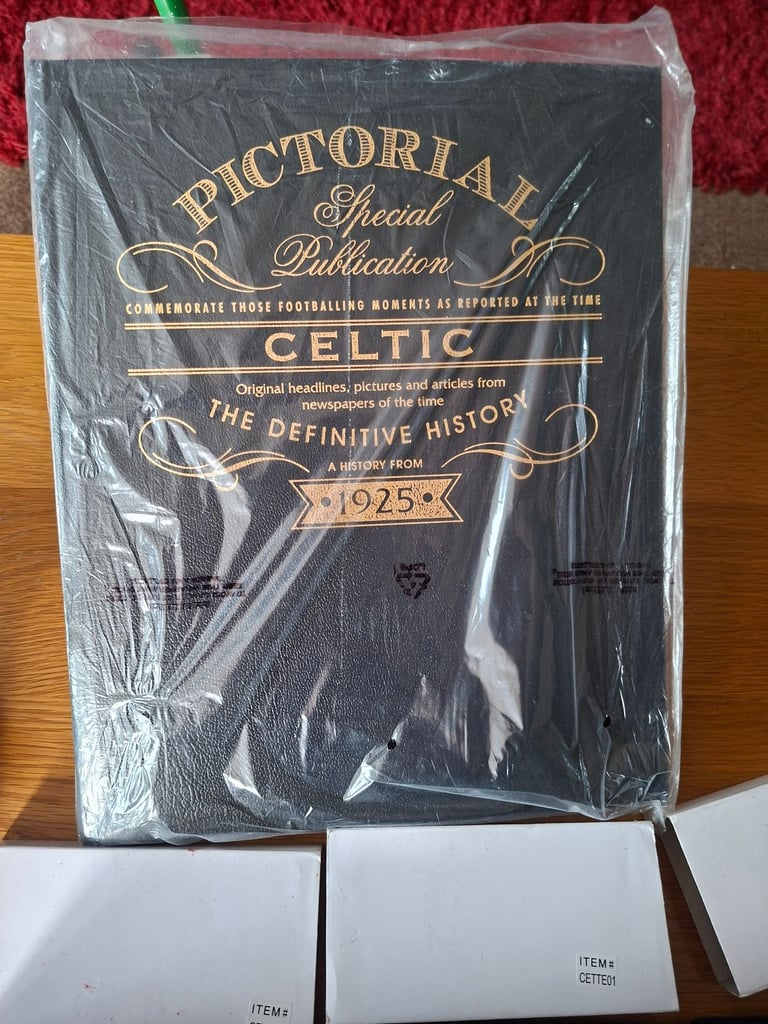 PICTORIAL
Special
Publication
COMMEMORATE THOSE FOOTBALLING MOMENTS AS REPORTED AT THE TIME
CELTIC
Original headlines, pictures and articles from
newspapers of the time
THE DEFINITIVE HISTORY
A HISTORY FROM
•1925•
ITEM#
CETTE01
ITEM#